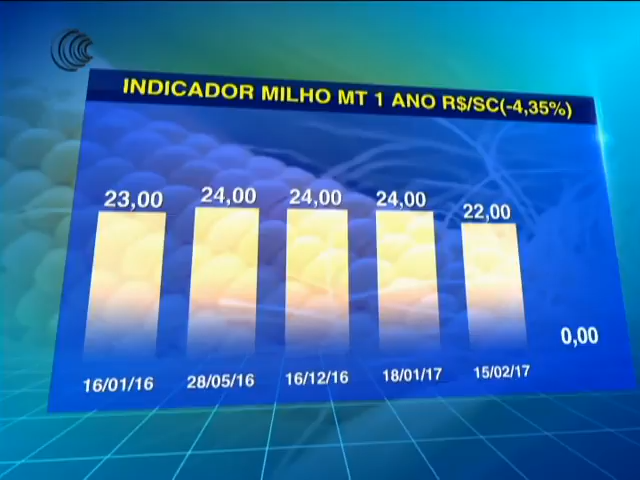 INDICADOR MILHO MT 1 ANO R$/SC(-4,35%)
23,00 24,00 24,00 24,00 22,00 0,00
16/01/16 28/05/16 16/12/16 18/01/17 15/02/17